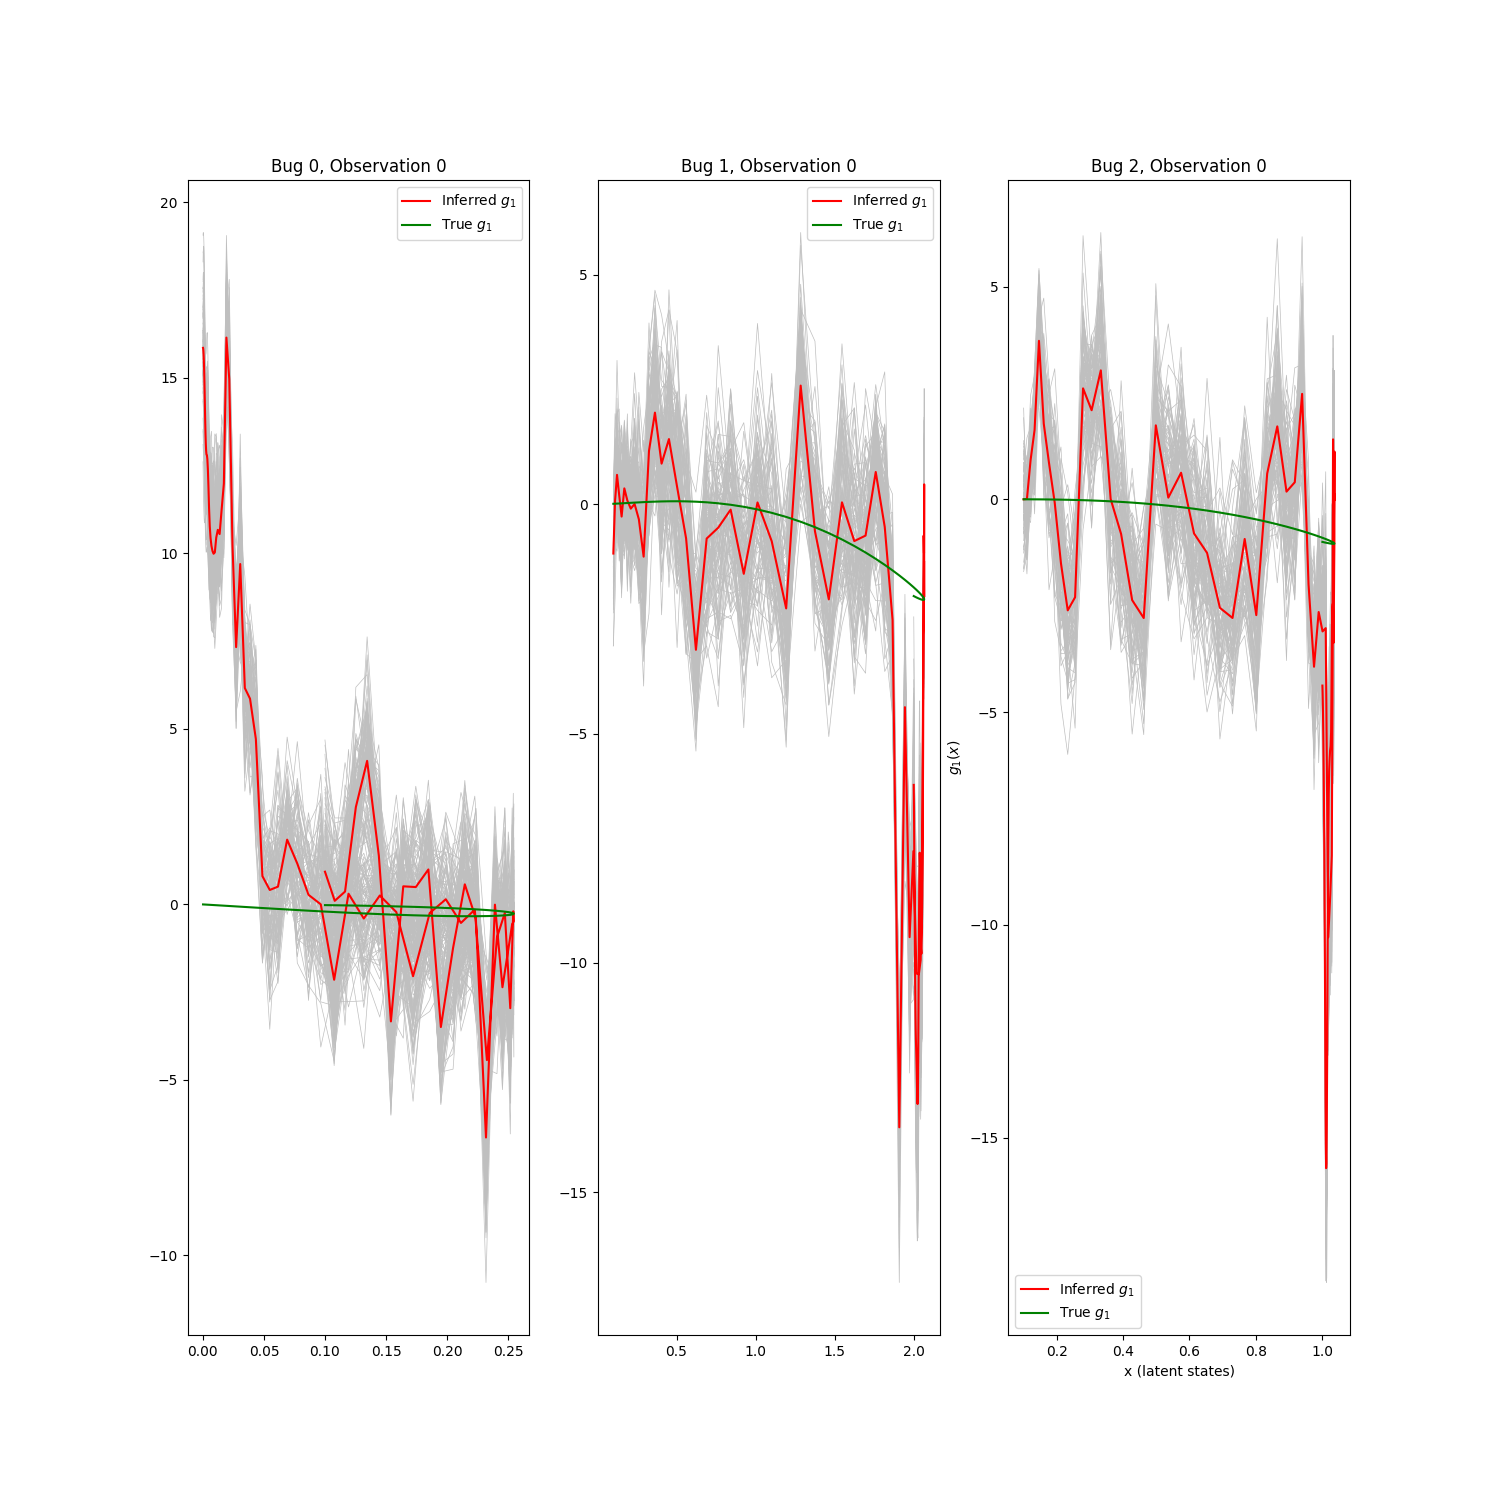 Bug 0, Observation 0
Inferred g₁
True g₁
20
15
10
5
0
−5
−10
0.00 0.05 0.10 0.15 0.20 0.25
Bug 1, Observation 0
Inferred g₁
True g₁
5
0
−5
−10
−15
0.5 1.0 1.5 2.0
Bug 2, Observation 0
g₁(x)
5
0
−5
−10
−15
Inferred g₁
True g₁
0.2 0.4 0.6 0.8 1.0
x (latent states)